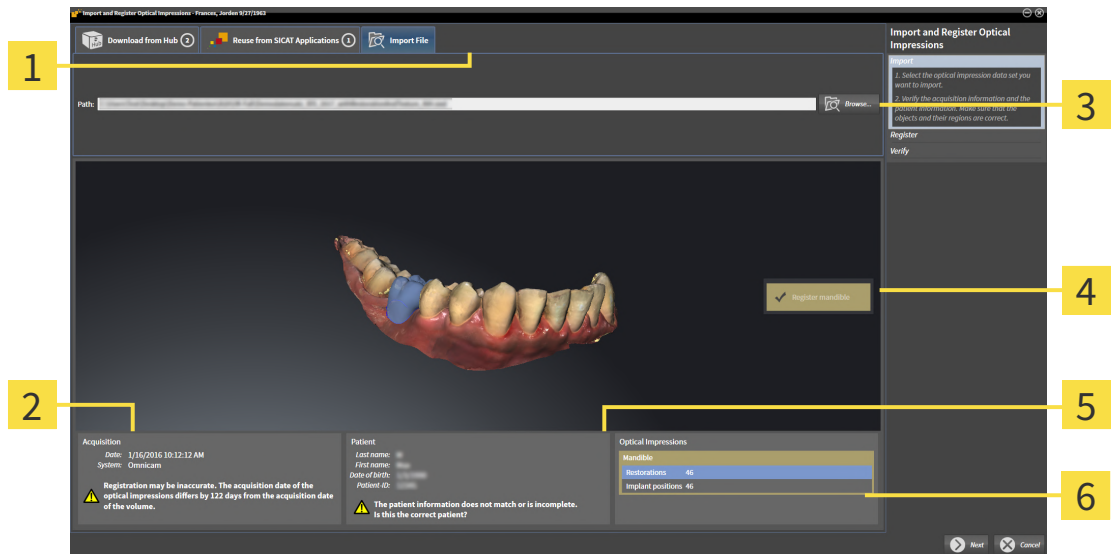 Import and Register Optical Impressions - Frances, Jorden 9/27/1963
Download from Hub 2
Reuse from SICAT Applications 1
Import File
Path:
Browse...
Import and Register Optical
Impressions
Import
1. Select the optical impression data set you
want to import.
2. Verify the acquisition information and the
patient information. Make sure that the
objects and their regions are correct.
Register
Verify
Register mandible
Acquisition
Date: 1/16/2016 10:12:12 AM
System: Omnicam
Registration may be inaccurate. The acquisition date of the
optical impressions differs by 122 days from the acquisition date
of the volume.
Patient
Last name:
First name:
Date of birth:
Patient-ID:
The patient information does not match or is incomplete.
Is this the correct patient?
Optical Impressions
Mandible
Restorations 46
Implant positions 46
Next
Cancel
1
2
3
4
5
6